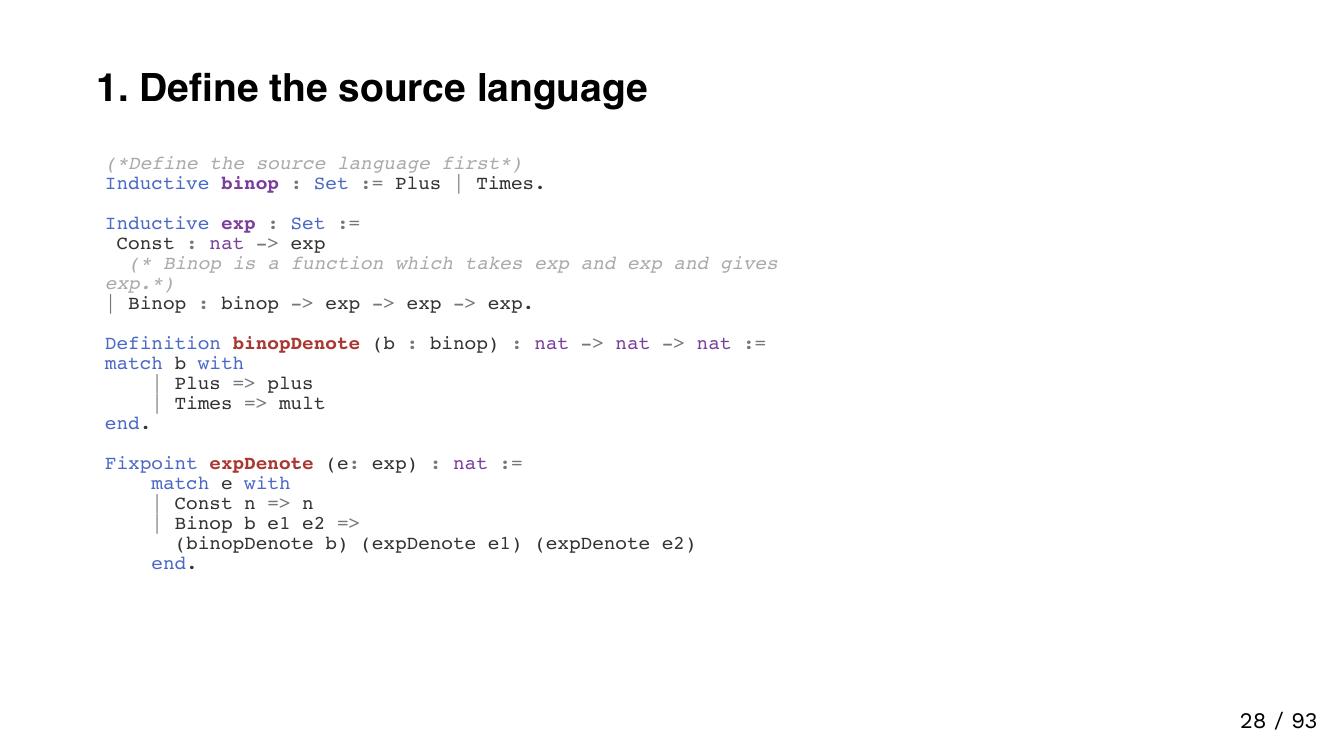 1. Define the source language
(*Define the source language first*)
Inductive binop : Set := Plus | Times.
Inductive exp : Set :=
Const : nat -> exp
(* Binop is a function which takes exp and exp and gives
exp.*)
| Binop : binop -> exp -> exp -> exp.
Definition binopDenote (b : binop) : nat -> nat -> nat :=
match b with
| Plus => plus
| Times => mult
end.
Fixpoint expDenote (e: exp) : nat :=
match e with
| Const n => n
| Binop b e1 e2 =>
(binopDenote b) (expDenote e1) (expDenote e2)
end.
28 / 93